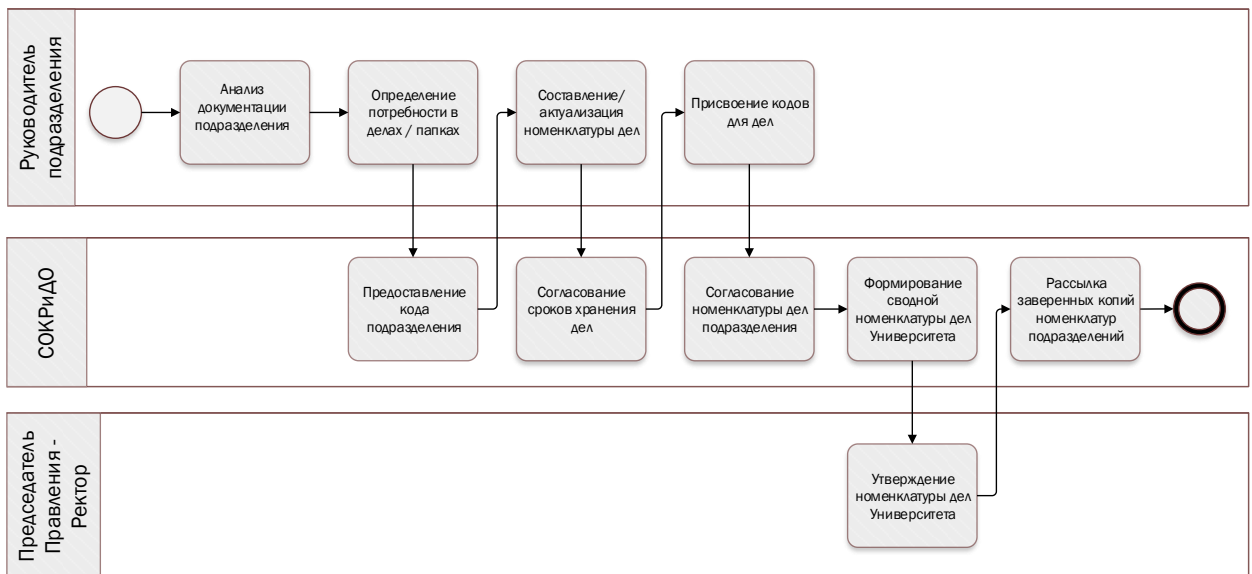 Руководитель
подразделения
Анализ
документации
подразделения
Определение
потребности в
делах / папках
Составление/
актуализация
номенклатуры дел
Присвоение кодов
для дел
СОКРиДО
Предоставление
кода
подразделения
Согласование
сроков хранения
дел
Согласование
номенклатуры дел
подразделения
Формирование
сводной
номенклатуры дел
Университета
Рассылка
заверенных копий
номенклатур
подразделений
Председатель
Правления -
Ректор
Утверждение
номенклатуры дел
Университета